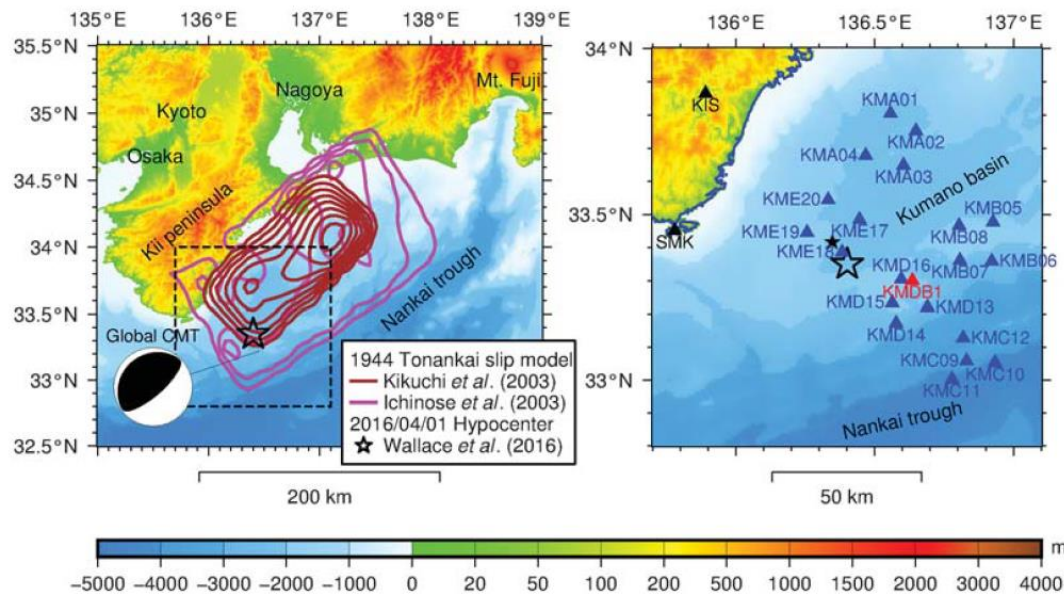 135°E 136°E 137°E 138°E 139°E
35.5°N
35°N
34.5°N
34°N
33.5°N
33°N
32.5°N
Mt. Fuji
Nagoya
Kyoto
Osaka
Kii peninsula
Nankai trough
Global CMT
1944 Tonankai slip model
Kikuchi et al. (2003)
Ichinose et al. (2003)
2016/04/01 Hypocenter
Wallace et al. (2016)
200 km
136°E 136.5°E 137°E
34°N
33.5°N
33°N
KIS
KMA01
KMA02
KMA04
KMA03
Kumano basin
KME20
KMB05
SMK
KME19
KME17
KMB08
KME18
KMB06
KMD16
KMB07
KMDB1
KMD15
KMD13
KMD14
KMC12
KMC09
KMC10
KMC11
Nankai trough
50 km
m
−5000 −4000 −3000 −2000 −1000 0 20 50 100 200 500 1000 2000 3000 4000